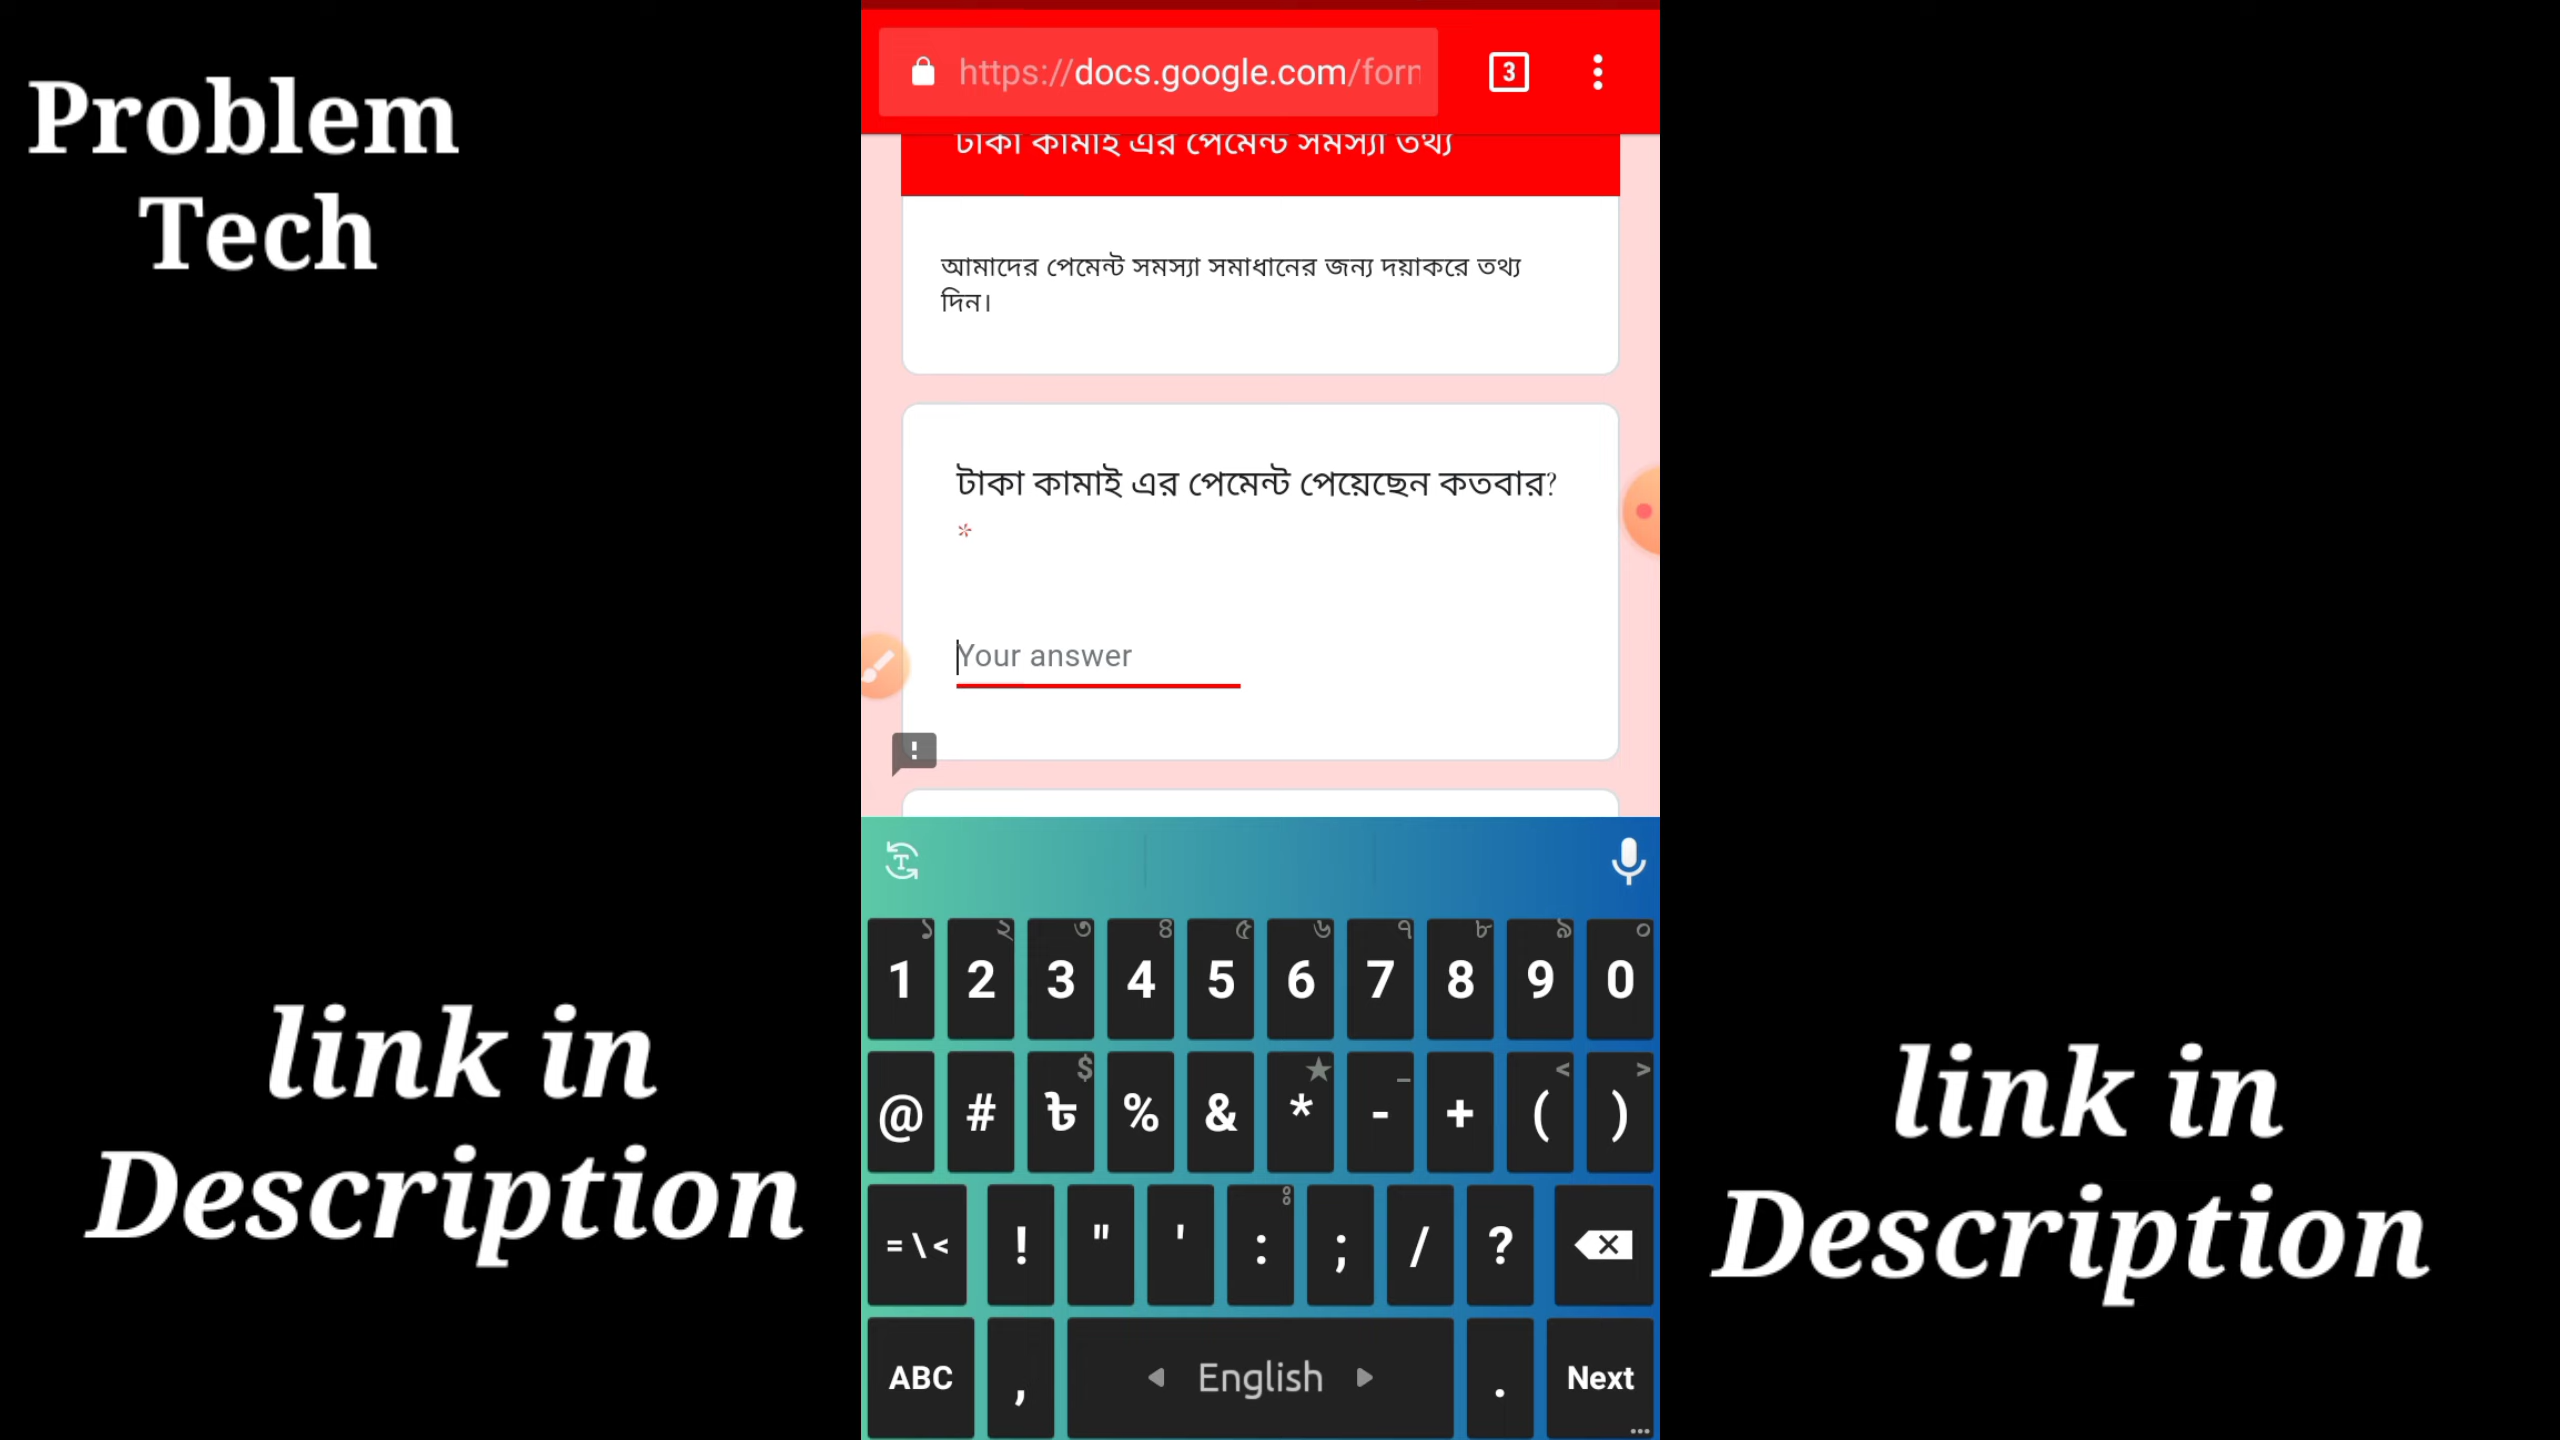 Problem
Tech
https://docs.google.com/forn
3
টাকা কামাই এর পেমেন্ট সমস্যা তথ্য
আমাদের পেমেন্ট সমস্যা সমাধানের জন্য দয়াকরে তথ্য
দিন।
টাকা কামাই এর পেমেন্ট পেয়েছেন কতবার?
*
Your answer
১ ২ ৩ ৪ ৫ ৬ ৭ ৮ ৯ ০
1 2 3 4 5 6 7 8 9 0
$ ★ _ < >
@ # ৳ % & * - + ( )
= \ < ! " ' : ; / ?
ABC , English . Next
link in
Description
link in
Description